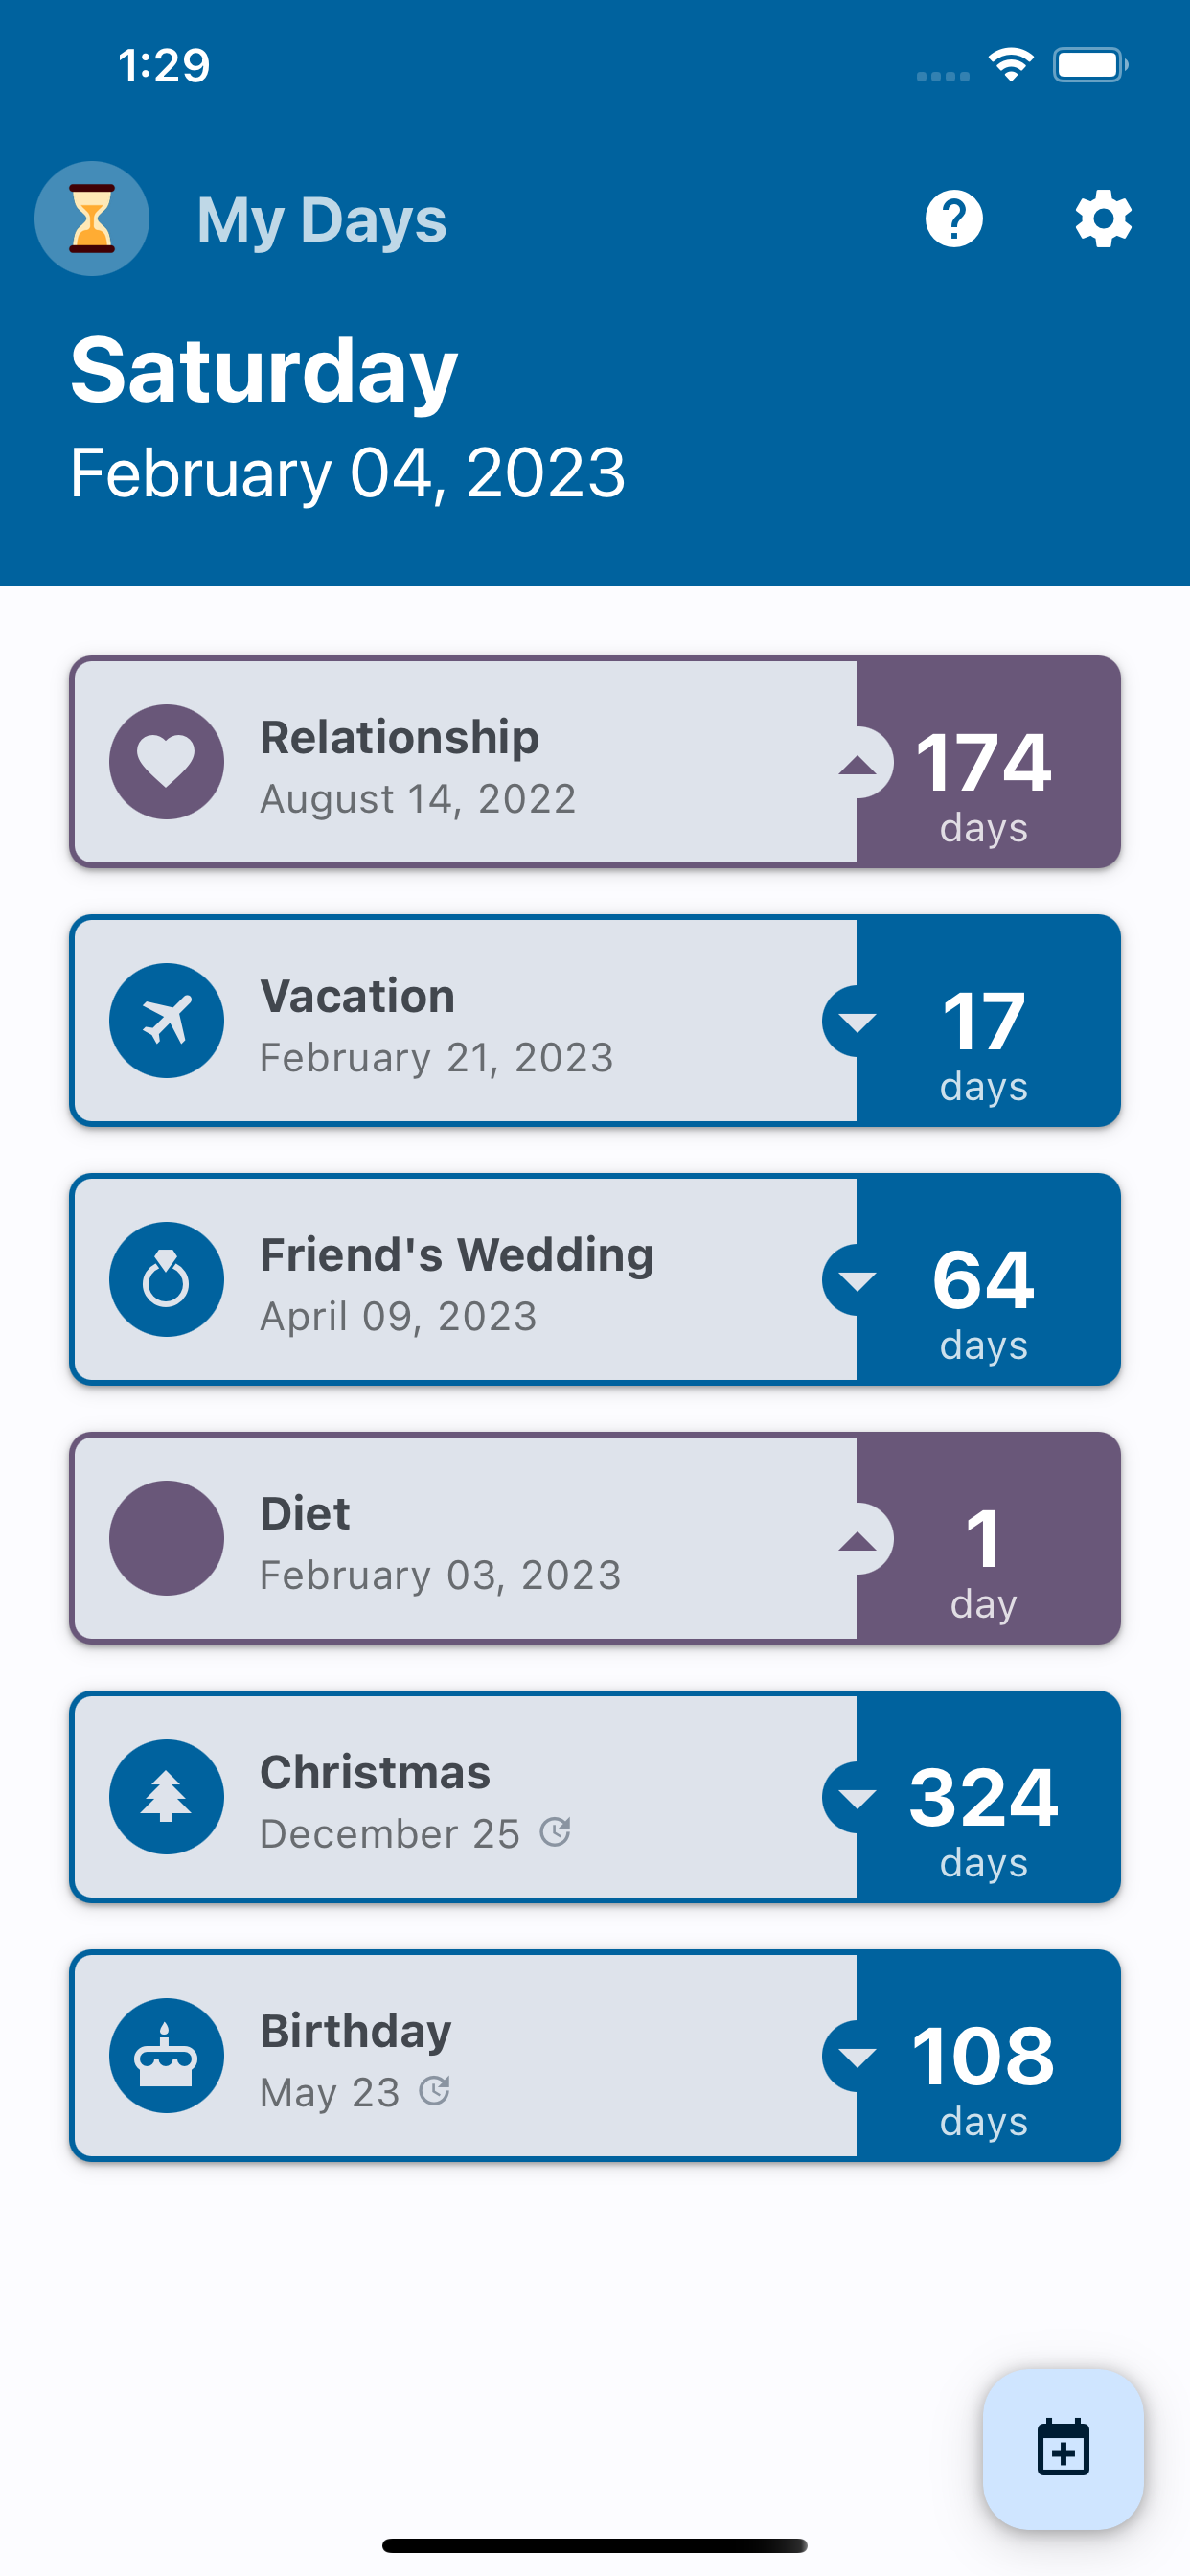 1:29
My Days
Saturday
February 04, 2023
Relationship
August 14, 2022
174
days
Vacation
February 21, 2023
17
days
Friend's Wedding
April 09, 2023
64
days
Diet
February 03, 2023
1
day
Christmas
December 25
324
days
Birthday
May 23
108
days